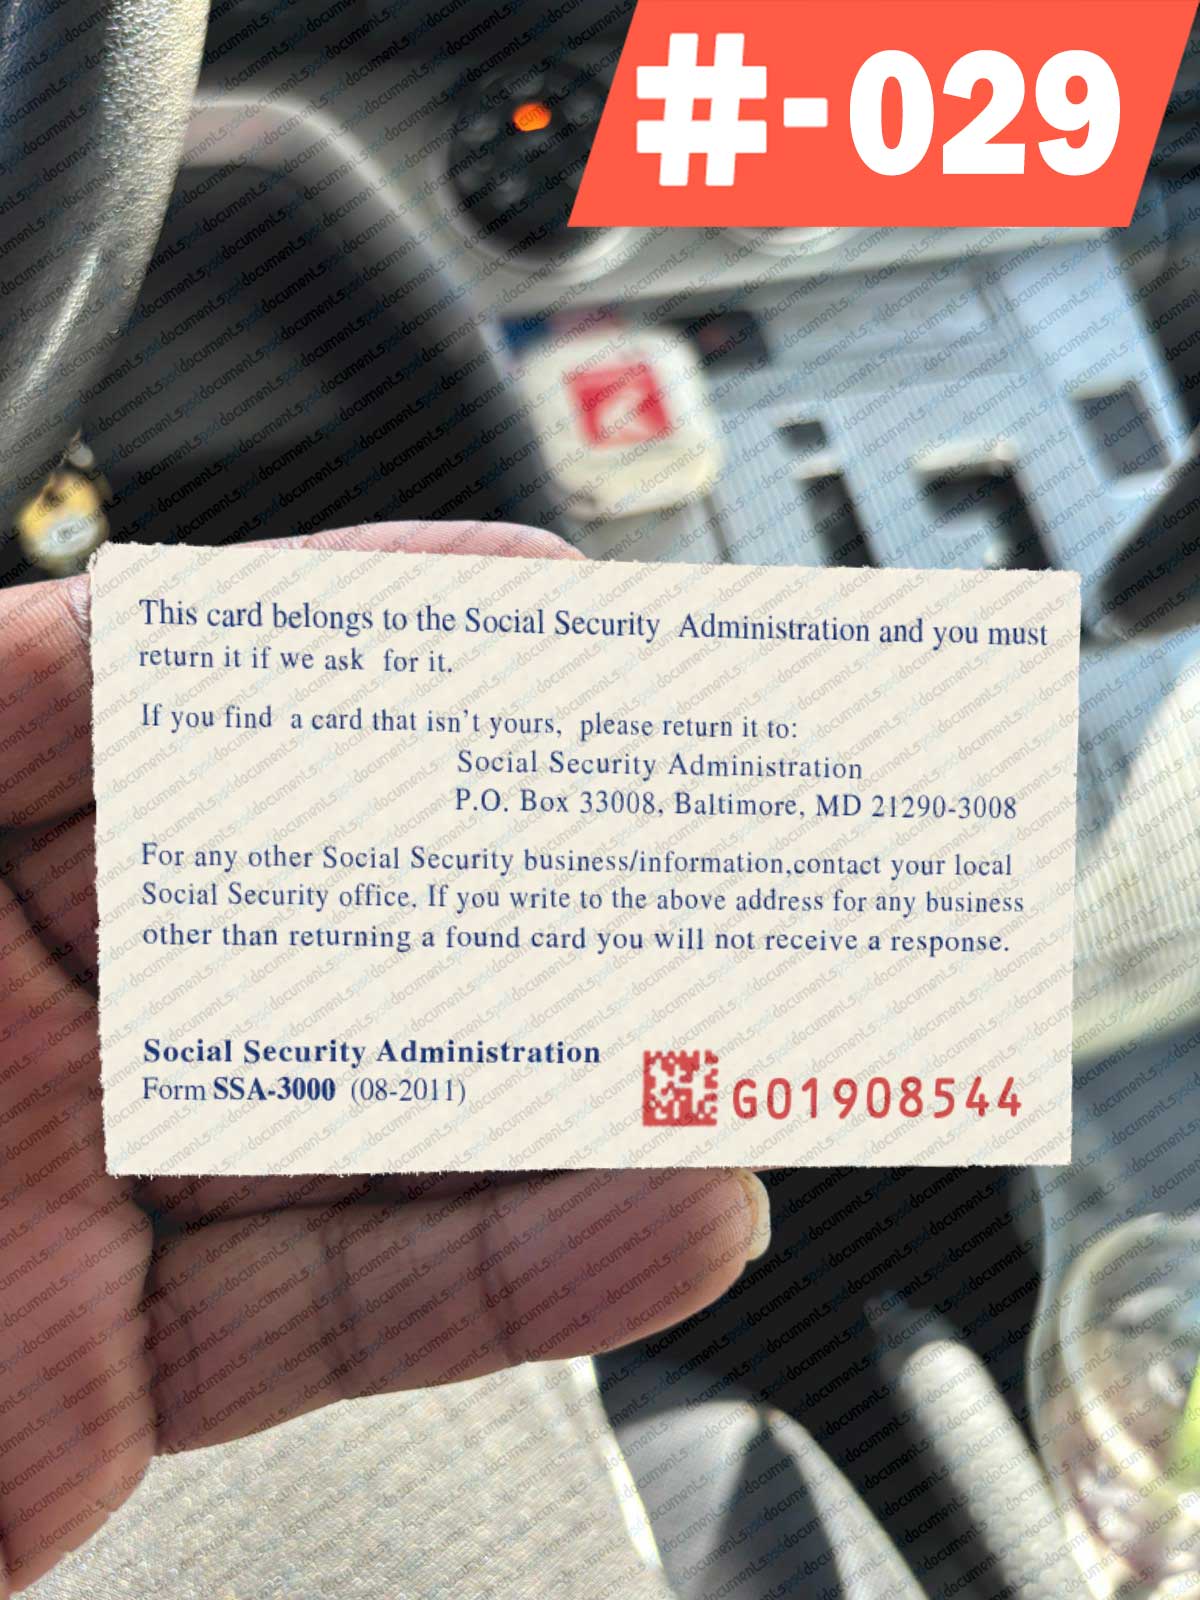 #-029
This card belongs to the Social Security Administration and you must
return it if we ask for it.
If you find a card that isn't yours, please return it to:
Social Security Administration
P.O. Box 33008, Baltimore, MD 21290-3008
For any other Social Security business/information,contact your local
Social Security office. If you write to the above address for any business
other than returning a found card you will not receive a response.
Social Security Administration
Form SSA-3000 (08-2011)
G01908544